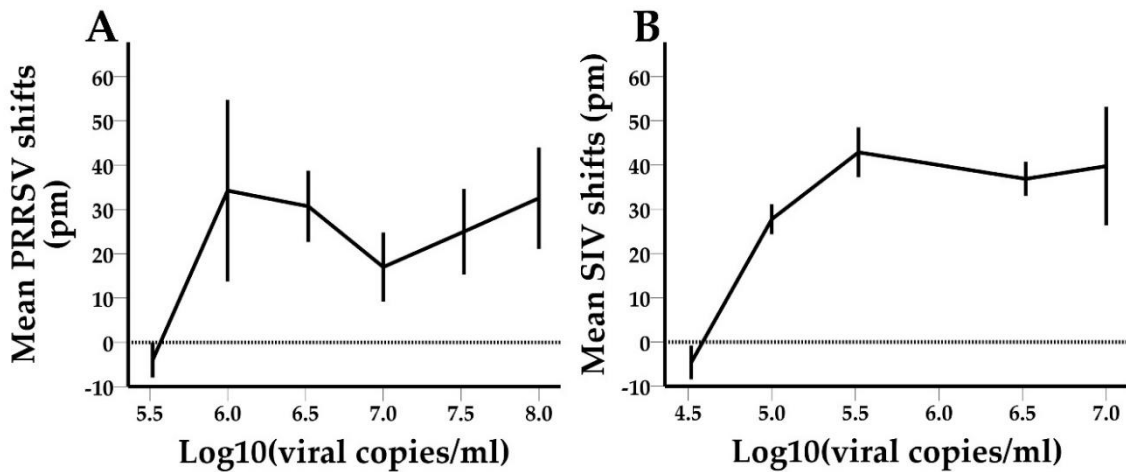 A
Mean PRRSV shifts
(pm)
60
50
40
30
20
10
0
-10
5.5 6.0 6.5 7.0 7.5 8.0
Log10(viral copies/ml)
B
Mean SIV shifts (pm)
60
50
40
30
20
10
0
-10
4.5 5.0 5.5 6.0 6.5 7.0
Log10(viral copies/ml)